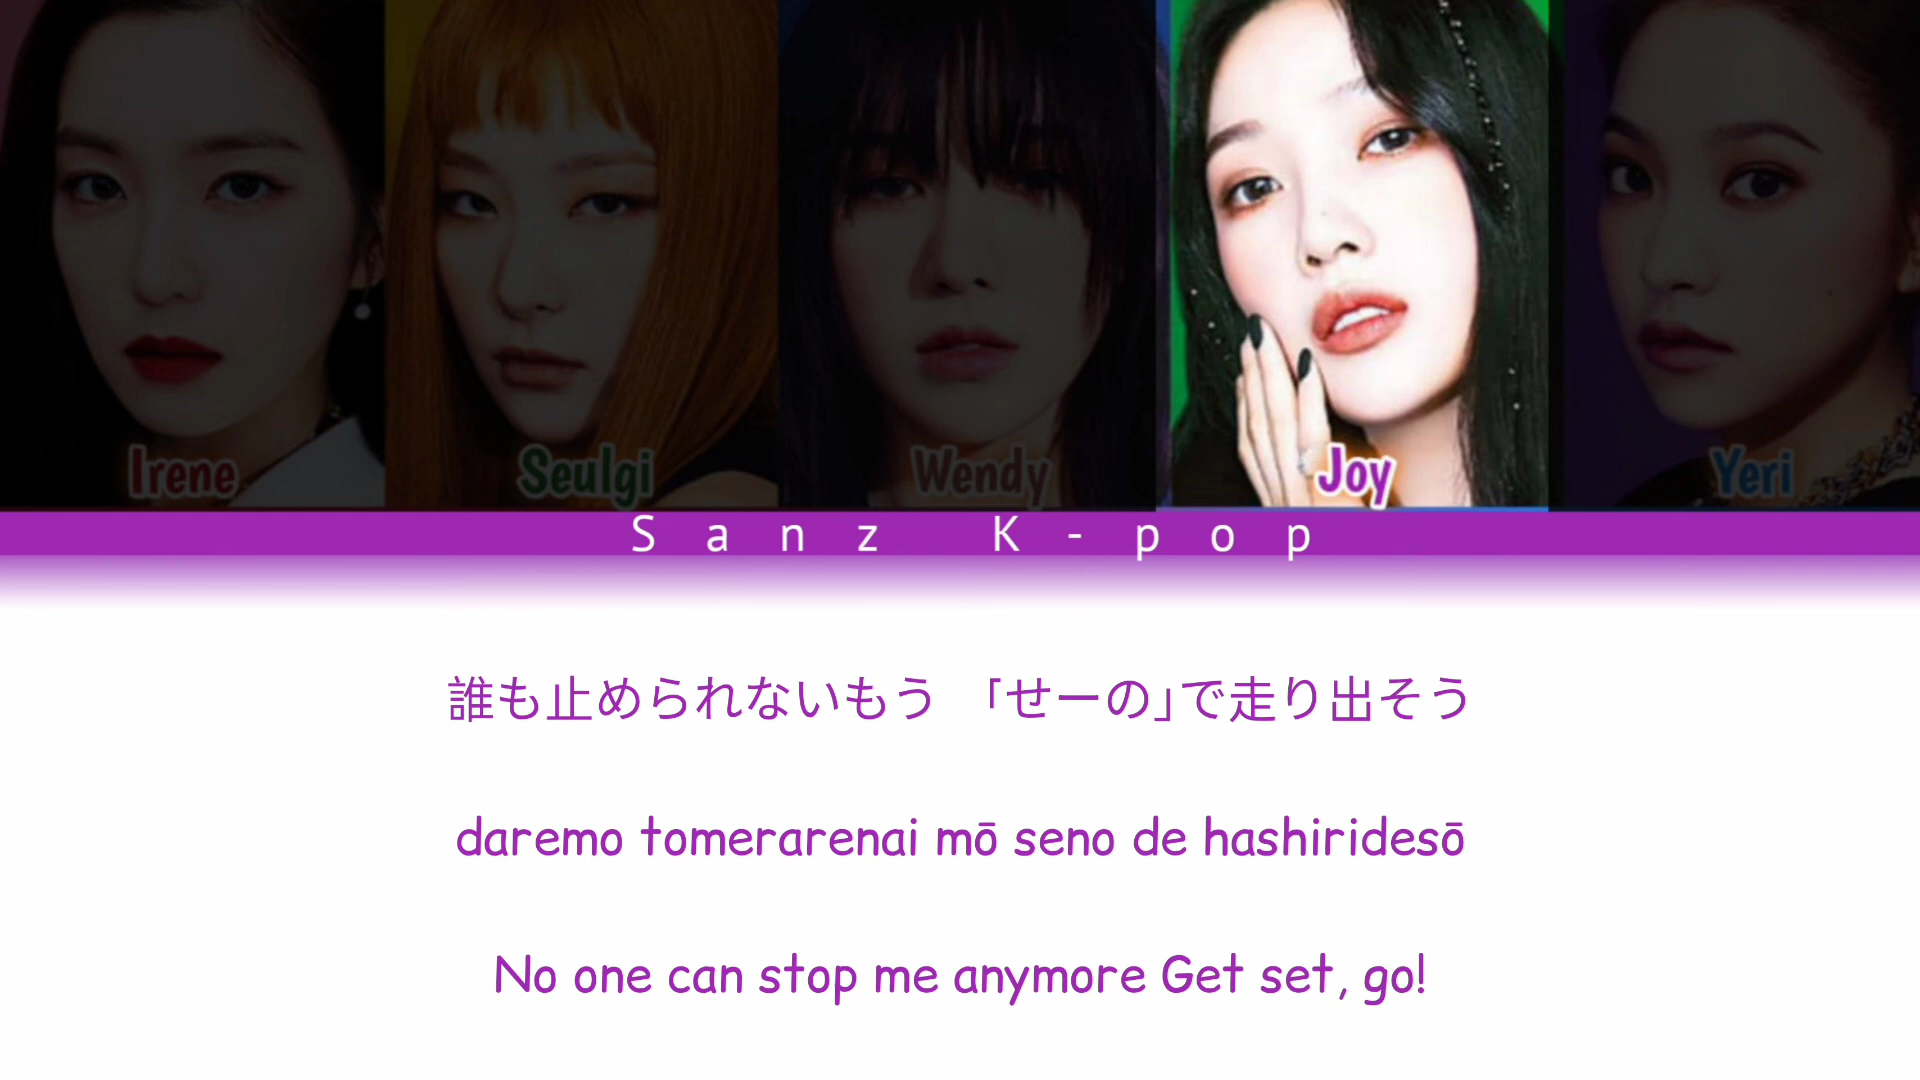 Irene Seulgi Wendy Joy Yeri
Sanz K-pop
誰も止められないもう 「せーの」で走り出そう
daremo tomerarenai mō seno de hashiridesō
No one can stop me anymore Get set, go!